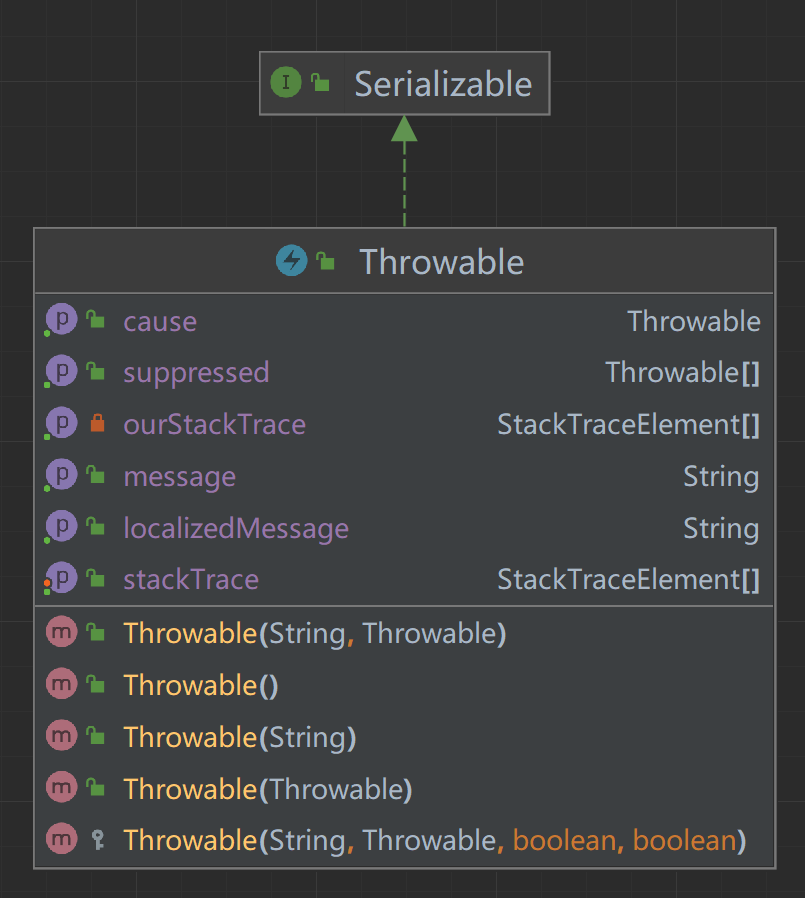 I Serializable
Throwable
p cause Throwable
p suppressed Throwable[]
p ourStackTrace StackTraceElement[]
p message String
p localizedMessage String
p stackTrace StackTraceElement[]
m Throwable(String, Throwable)
m Throwable()
m Throwable(String)
m Throwable(Throwable)
m Throwable(String, Throwable, boolean, boolean)